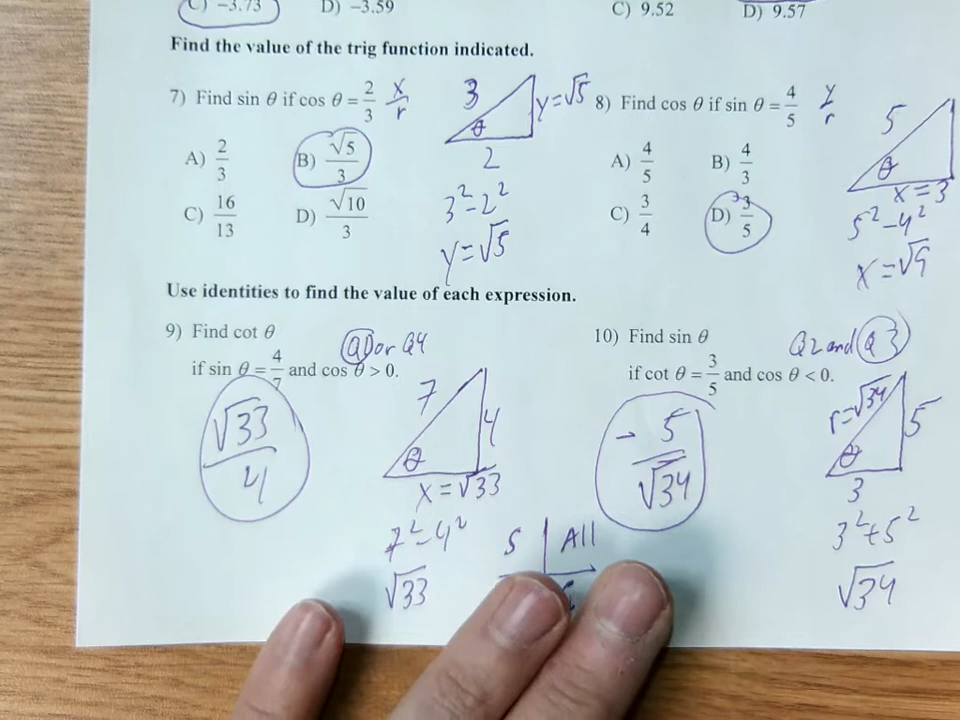 C) −3.73 D) −3.59 C) 9.52 D) 9.57
Find the value of the trig function indicated.
7) Find sin θ if cos θ = 2/3 x/r
3
y=√5
θ
2
A) 2/3 B) √5/3
C) 16/13 D) √10/3
3²-2²
y=√5
8) Find cos θ if sin θ = 4/5 y/r
5
θ
x=3
A) 4/5 B) 4/3
C) 3/4 D) 3/5
5²-4²
x=√9
Use identities to find the value of each expression.
9) Find cot θ
if sin θ = 4/7 and cos θ > 0.
Q1 or Q4
√33/4
7
4
θ
x=√33
7²-4²
√33
S All
10) Find sin θ
if cot θ = 3/5 and cos θ < 0.
Q2 and Q3
- 5/√34
r=√34
5
θ
3
3²+5²
√34